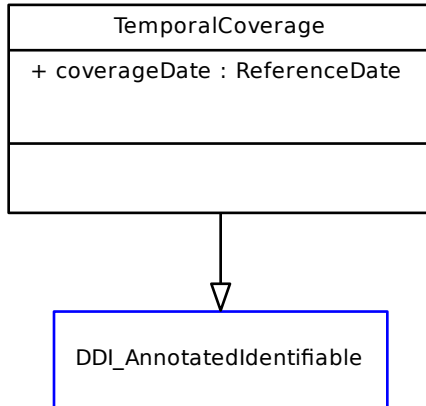 TemporalCoverage
+ coverageDate : ReferenceDate
DDI_AnnotatedIdentifiable